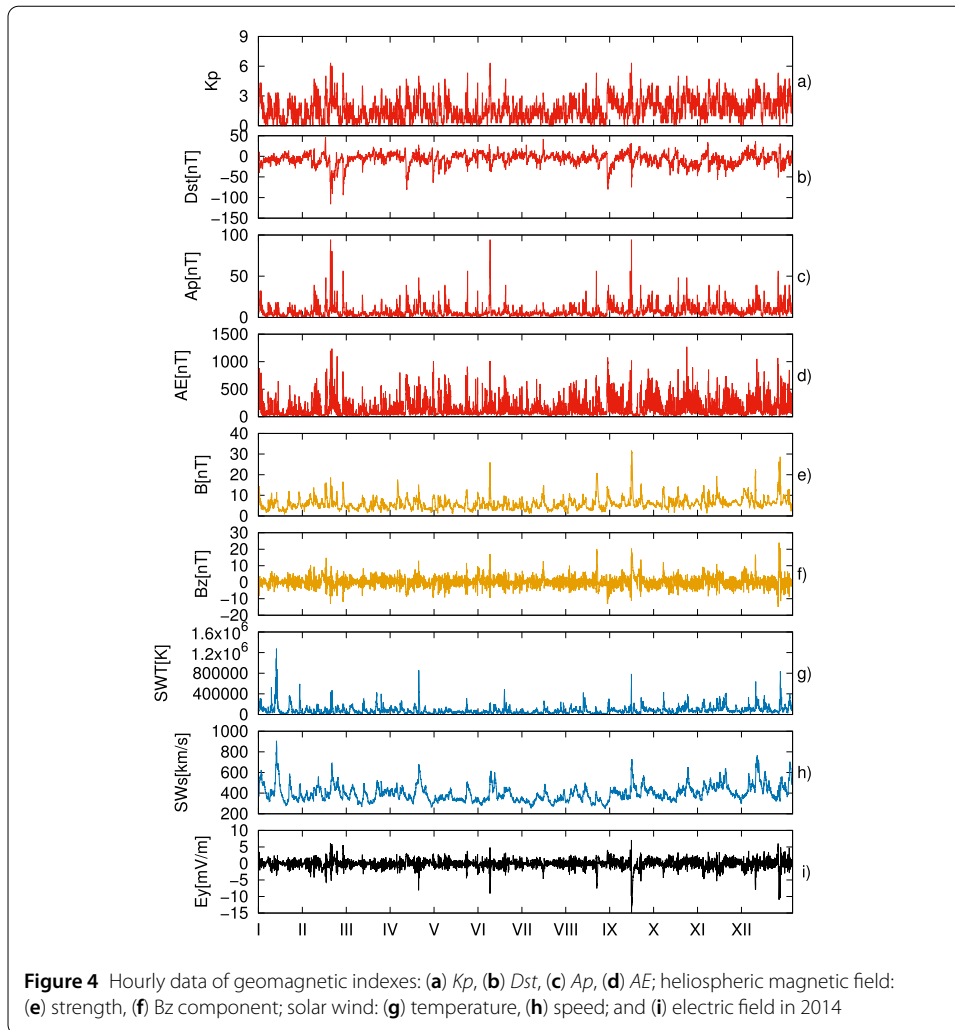 9
6
3
0
Kp
a)
50
0
−50
−100
−150
Dst[nT]
b)
100
50
0
Ap[nT]
c)
1500
1000
500
0
AE[nT]
d)
40
30
20
10
0
B[nT]
e)
30
20
10
0
−10
−20
Bz[nT]
f)
1.6x10⁶
1.2x10⁶
800000
400000
0
SWT[K]
g)
1000
800
600
400
200
SWs[km/s]
h)
10
5
0
−5
−10
−15
Ey[mV/m]
i)
I II III IV V VI VII VIII IX X XI XII
Figure 4 Hourly data of geomagnetic indexes: (a) Kp, (b) Dst, (c) Ap, (d) AE; heliospheric magnetic field:
(e) strength, (f) Bz component; solar wind: (g) temperature, (h) speed; and (i) electric field in 2014